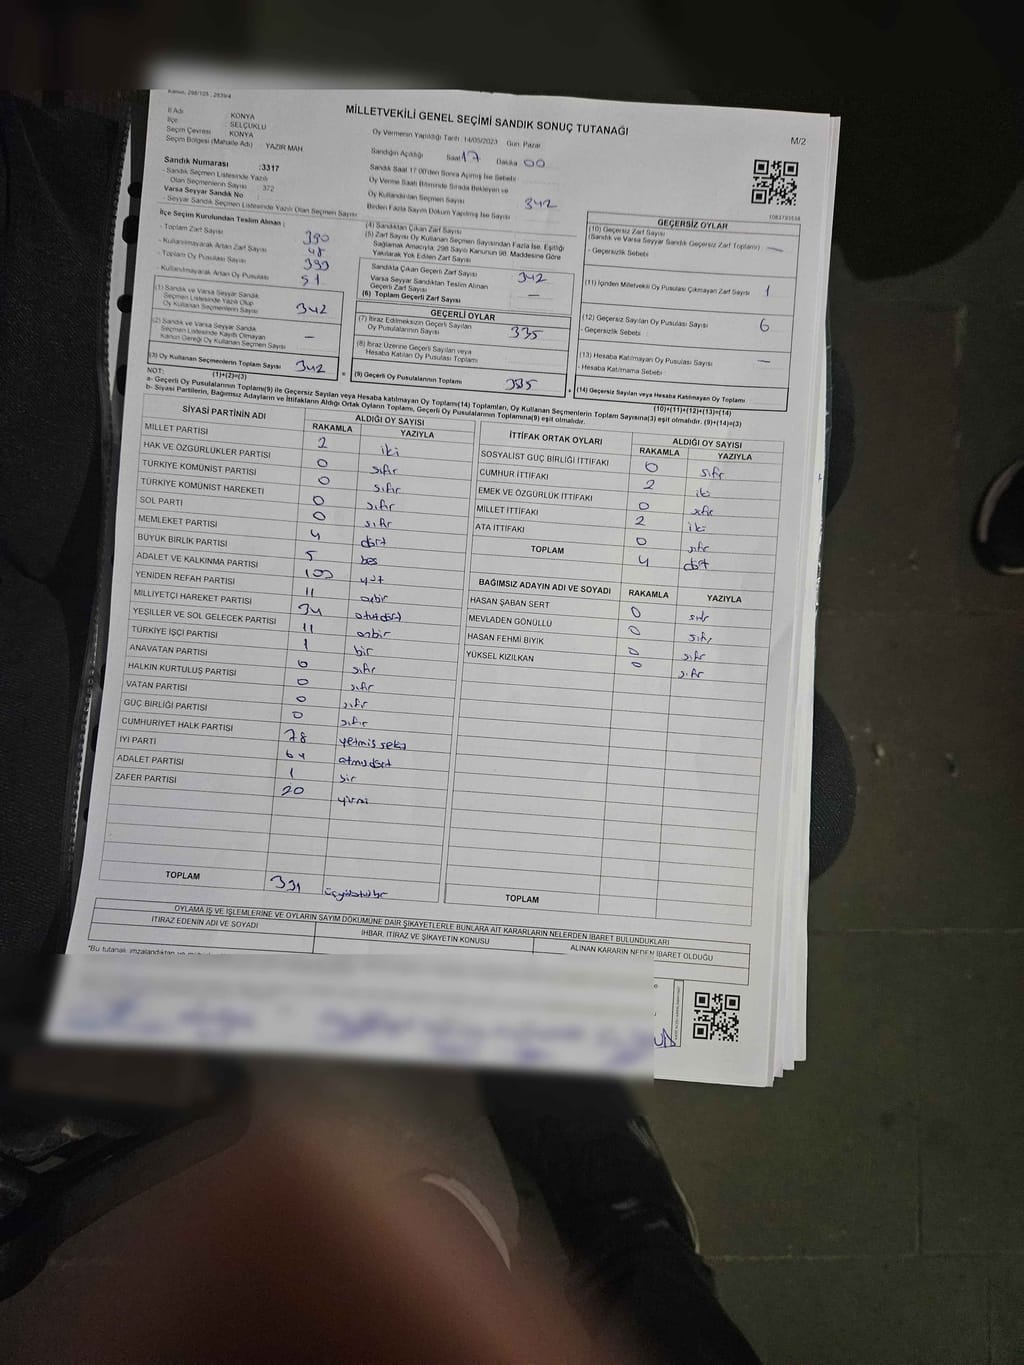 Kanun, 298/105 , 2839/4
MİLLETVEKİLİ GENEL SEÇİMİ SANDIK SONUÇ TUTANAĞI
M/2
İl Adı : KONYA
İlçe : SELÇUKLU
Seçim Çevresi : KONYA
Seçim Bölgesi (Mahalle Adı) : YAZIR MAH
Oy Vermenin Yapıldığı Tarih :14/05/2023 Gün: Pazar
Sandığın Açıldığı Saat 17 Dakika 00
Sandık Saat 17:00'den Sonra Açılmış İse Sebebi
Oy Verme Saati Bitiminde Sırada Bekleyen ve
Oy Kullandırılan Seçmen Sayısı 342
Birden Fazla Sayım Döküm Yapılmış İse Sayısı
Sandık Numarası :3317
- Sandık Seçmen Listesinde Yazılı
Olan Seçmenlerin Sayısı : 372
Varsa Seyyar Sandık No :
- Seyyar Seçmen Listesinde Yazılı Olan Seçmen Sayısı
İlçe Seçim Kurulundan Teslim Alınan :
- Toplam Zarf Sayısı 390
- Kullanılmayarak Artan Zarf Sayısı 48
- Toplam Oy Pusulası Sayısı 393
- Kullanılmayarak Artan Oy Pusulası 51
(1) Sandık ve Varsa Seyyar Sandık
Seçmen Listesinde Yazılı Olup
Oy Kullanan Seçmenlerin Sayısı 342
(2) Sandık ve Varsa Seyyar Sandık
Seçmen Listesinde Kayıtlı Olmayan
Kanun Gereği Oy Kullanan Seçmen Sayısı –
(3) Oy Kullanan Seçmenlerin Toplam Sayısı 342
(1)+(2)=(3)
(4) Sandıktan Çıkan Zarf Sayısı
(5) Zarf Sayısı Oy Kullanan Seçmen Sayısından Fazla İse, Eşitliği
Sağlamak Amacıyla; 298 Sayılı Kanunun 98. Maddesine Göre
Yakılarak Yok Edilen Zarf Sayısı
Sandıkta Çıkan Geçerli Zarf Sayısı : 342
Varsa Seyyar Sandıktan Teslim Alınan
Geçerli Zarf Sayısı –
(6) Toplam Geçerli Zarf Sayısı
GEÇERLİ OYLAR
(7) İtiraz Edilmeksizin Geçerli Sayılan
Oy Pusulalarının Sayısı 335
(8) İtiraz Üzerine Geçerli Sayılan veya
Hesaba Katılan Oy Pusulası Toplamı
= (9) Geçerli Oy Pusulalarının Toplamı 335
GEÇERSİZ OYLAR
(10) Geçersiz Zarf Sayısı
(Sandık ve Varsa Seyyar Sandık Geçersiz Zarf Toplamı) –
- Geçersizlik Sebebi
(11) İçinden Milletvekili Oy Pusulası Çıkmayan Zarf Sayısı 1
(12) Geçersiz Sayılan Oy Pusulası Sayısı 6
- Geçersizlik Sebebi :
(13) Hesaba Katılmayan Oy Pusulası Sayısı –
- Hesaba Katılmama Sebebi
+ (14) Geçersiz Sayılan veya Hesaba Katılmayan Oy Toplamı
(10)+(11)+(12)+(13)=(14)
NOT:
a- Geçerli Oy Pusulalarının Toplamı(9) ile Geçersiz Sayılan veya Hesaba katılmayan Oy Toplamı(14) Toplamları, Oy Kullanan Seçmenlerin Toplam Sayısına(3) eşit olmalıdır. (9)+(14)=(3)
b- Siyasi Partilerin, Bağımsız Adayların ve İttifakların Aldığı Ortak Oyların Toplamı, Geçerli Oy Pusulalarının Toplamına(9) eşit olmalıdır.
SİYASİ PARTİNİN ADI ALDIĞI OY SAYISI
RAKAMLA YAZIYLA
MİLLET PARTİSİ 2 iki
HAK VE ÖZGÜRLÜKLER PARTİSİ 0 sıfır
TÜRKİYE KOMÜNİST PARTİSİ 0 sıfır
TÜRKİYE KOMÜNİST HAREKETİ 0 sıfır
SOL PARTİ 0 sıfır
MEMLEKET PARTİSİ 4 dört
BÜYÜK BİRLİK PARTİSİ 5 beş
ADALET VE KALKINMA PARTİSİ 100 yüz
YENİDEN REFAH PARTİSİ 11 onbir
MİLLİYETÇİ HAREKET PARTİSİ 34 otuzdört
YEŞİLLER VE SOL GELECEK PARTİSİ 11 onbir
TÜRKİYE İŞÇİ PARTİSİ 1 bir
ANAVATAN PARTİSİ 0 sıfır
HALKIN KURTULUŞ PARTİSİ 0 sıfır
VATAN PARTİSİ 0 sıfır
GÜÇ BİRLİĞİ PARTİSİ 0 sıfır
CUMHURİYET HALK PARTİSİ 78 yetmiş sekiz
İYİ PARTİ 64 atmışdört
ADALET PARTİSİ 1 bir
ZAFER PARTİSİ 20 yirmi
TOPLAM 331 üçyüzotuzbir
İTTİFAK ORTAK OYLARI ALDIĞI OY SAYISI
RAKAMLA YAZIYLA
SOSYALİST GÜÇ BİRLİĞİ İTTİFAKI 0 sıfır
CUMHUR İTTİFAKI 2 iki
EMEK VE ÖZGÜRLÜK İTTİFAKI 0 sıfır
MİLLET İTTİFAKI 2 iki
ATA İTTİFAKI 0 sıfır
TOPLAM 4 dört
BAĞIMSIZ ADAYIN ADI VE SOYADI RAKAMLA YAZIYLA
HASAN ŞABAN SERT 0 sıfır
MEVLADEN GÖNÜLLÜ 0 sıfır
HASAN FEHMİ BIYIK 0 sıfır
YÜKSEL KIZILKAN 0 sıfır
TOPLAM
OYLAMA İŞ VE İŞLEMLERİNE VE OYLARIN SAYIM DÖKÜMÜNE DAİR ŞİKAYETLERLE BUNLARA AİT KARARLARIN NELERDEN İBARET BULUNDUKLARI
İTİRAZ EDENİN ADI VE SOYADI İHBAR, İTİRAZ VE ŞİKAYETİN KONUSU ALINAN KARARIN NEDEN İBARET OLDUĞU
*Bu tutanak imzalandıktan